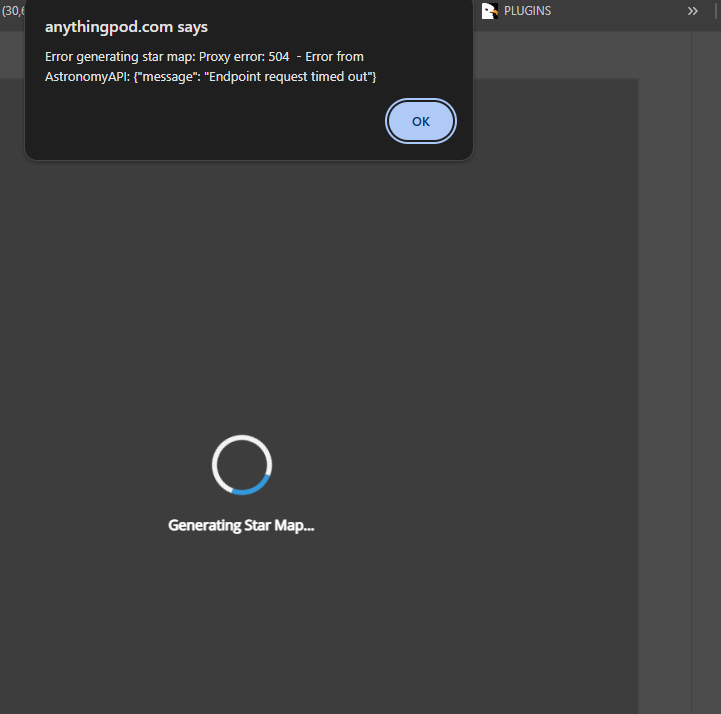 (30,6
PLUGINS
anythingpod.com says
Error generating star map: Proxy error: 504  - Error from
AstronomyAPI: {"message": "Endpoint request timed out"}
OK
Generating Star Map...